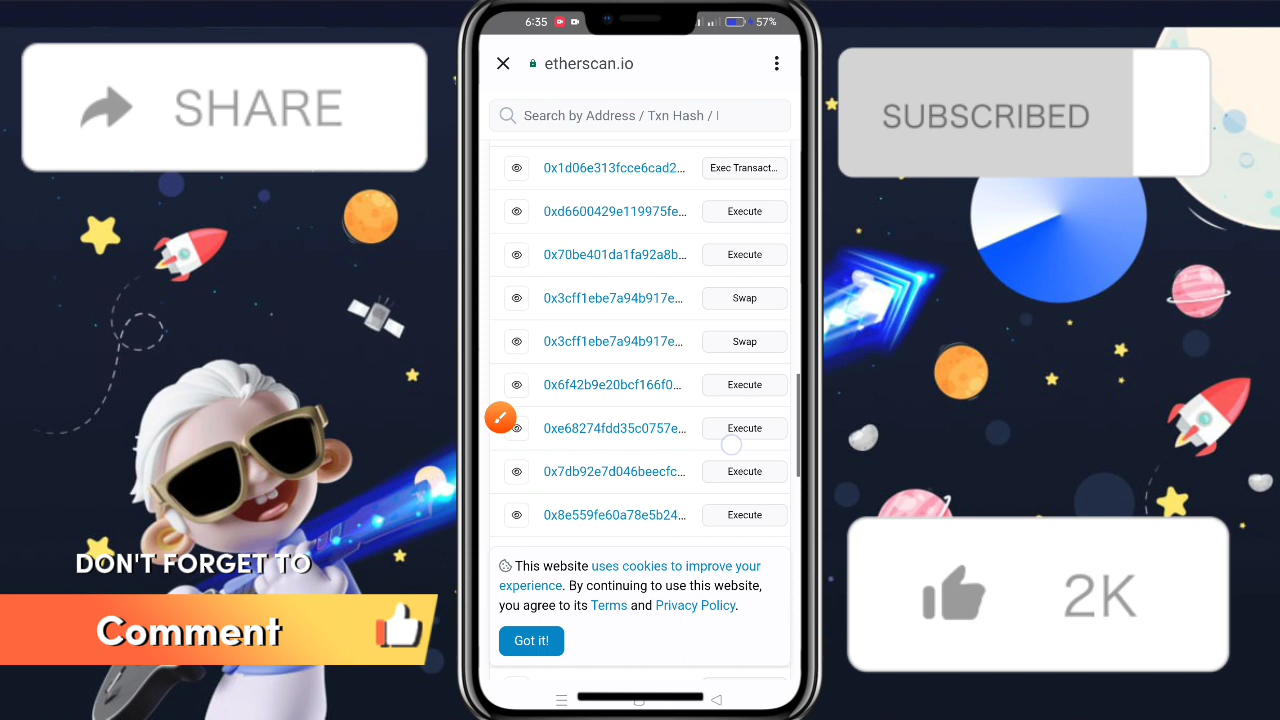 SHARE
6:35
57%
etherscan.io
Search by Address / Txn Hash / l
0x1d06e313fcce6cad2...
Exec Transact...
0xd6600429e119975fe...
Execute
0x70be401da1fa92a8b...
Execute
0x3cff1ebe7a94b917e...
Swap
0x3cff1ebe7a94b917e...
Swap
0x6f42b9e20bcf166f0...
Execute
0xe68274fdd35c0757e...
Execute
0x7db92e7d046beecfc...
Execute
0x8e559fe60a78e5b24...
Execute
This website uses cookies to improve your
experience. By continuing to use this website,
you agree to its Terms and Privacy Policy.
Got it!
SUBSCRIBED
DON'T FORGET TO
Comment
2K